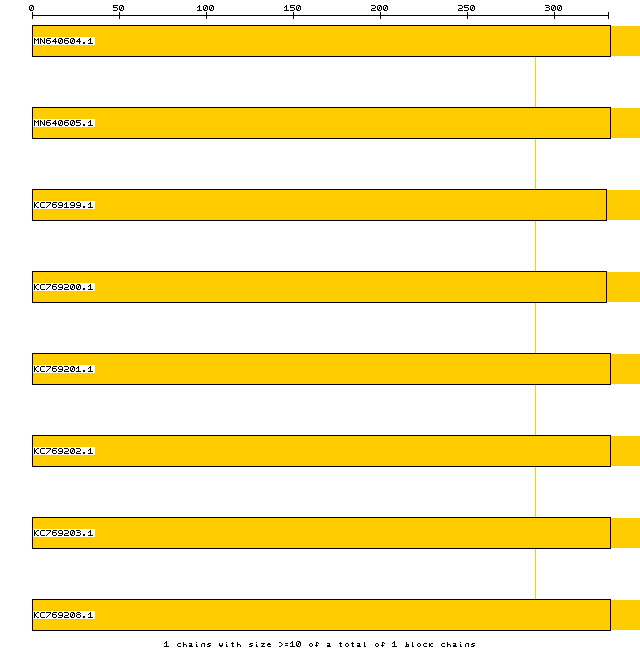 0 50 100 150 200 250 300
MN640604.1
MN640605.1
KC769199.1
KC769200.1
KC769201.1
KC769202.1
KC769203.1
KC769208.1
1 chains with size >=10 of a total of 1 block chains